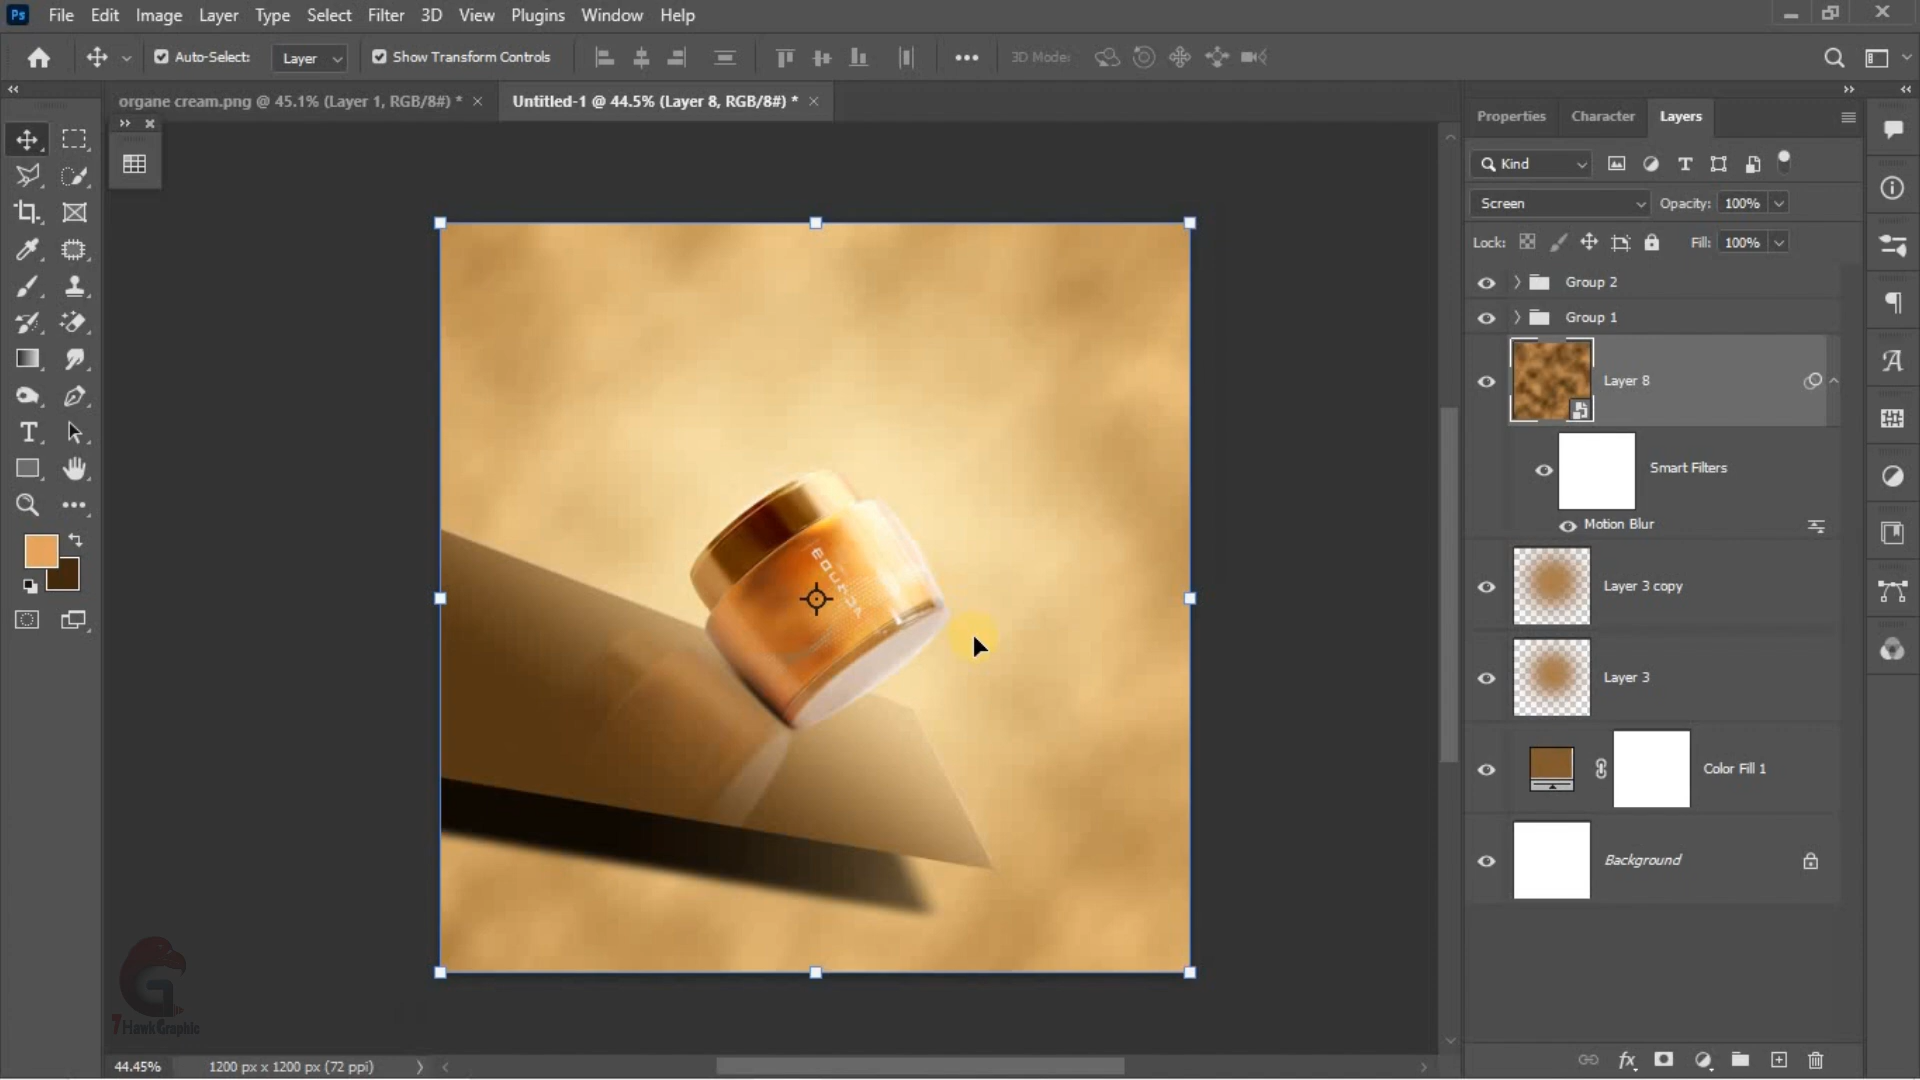 Ps File Edit Image Layer Type Select Filter 3D View Plugins Window Help
Auto-Select: Layer Show Transform Controls 3D Mode:
organe cream.png @ 45.1% (Layer 1, RGB/8#) * Untitled-1 @ 44.5% (Layer 8, RGB/8#) *
Properties Character Layers
Kind
Screen Opacity: 100%
Lock: Fill: 100%
Group 2
Group 1
Layer 8
Smart Filters
Motion Blur
Layer 3 copy
Layer 3
Color Fill 1
Background
7HawkGraphic
44.45% 1200 px x 1200 px (72 ppi)